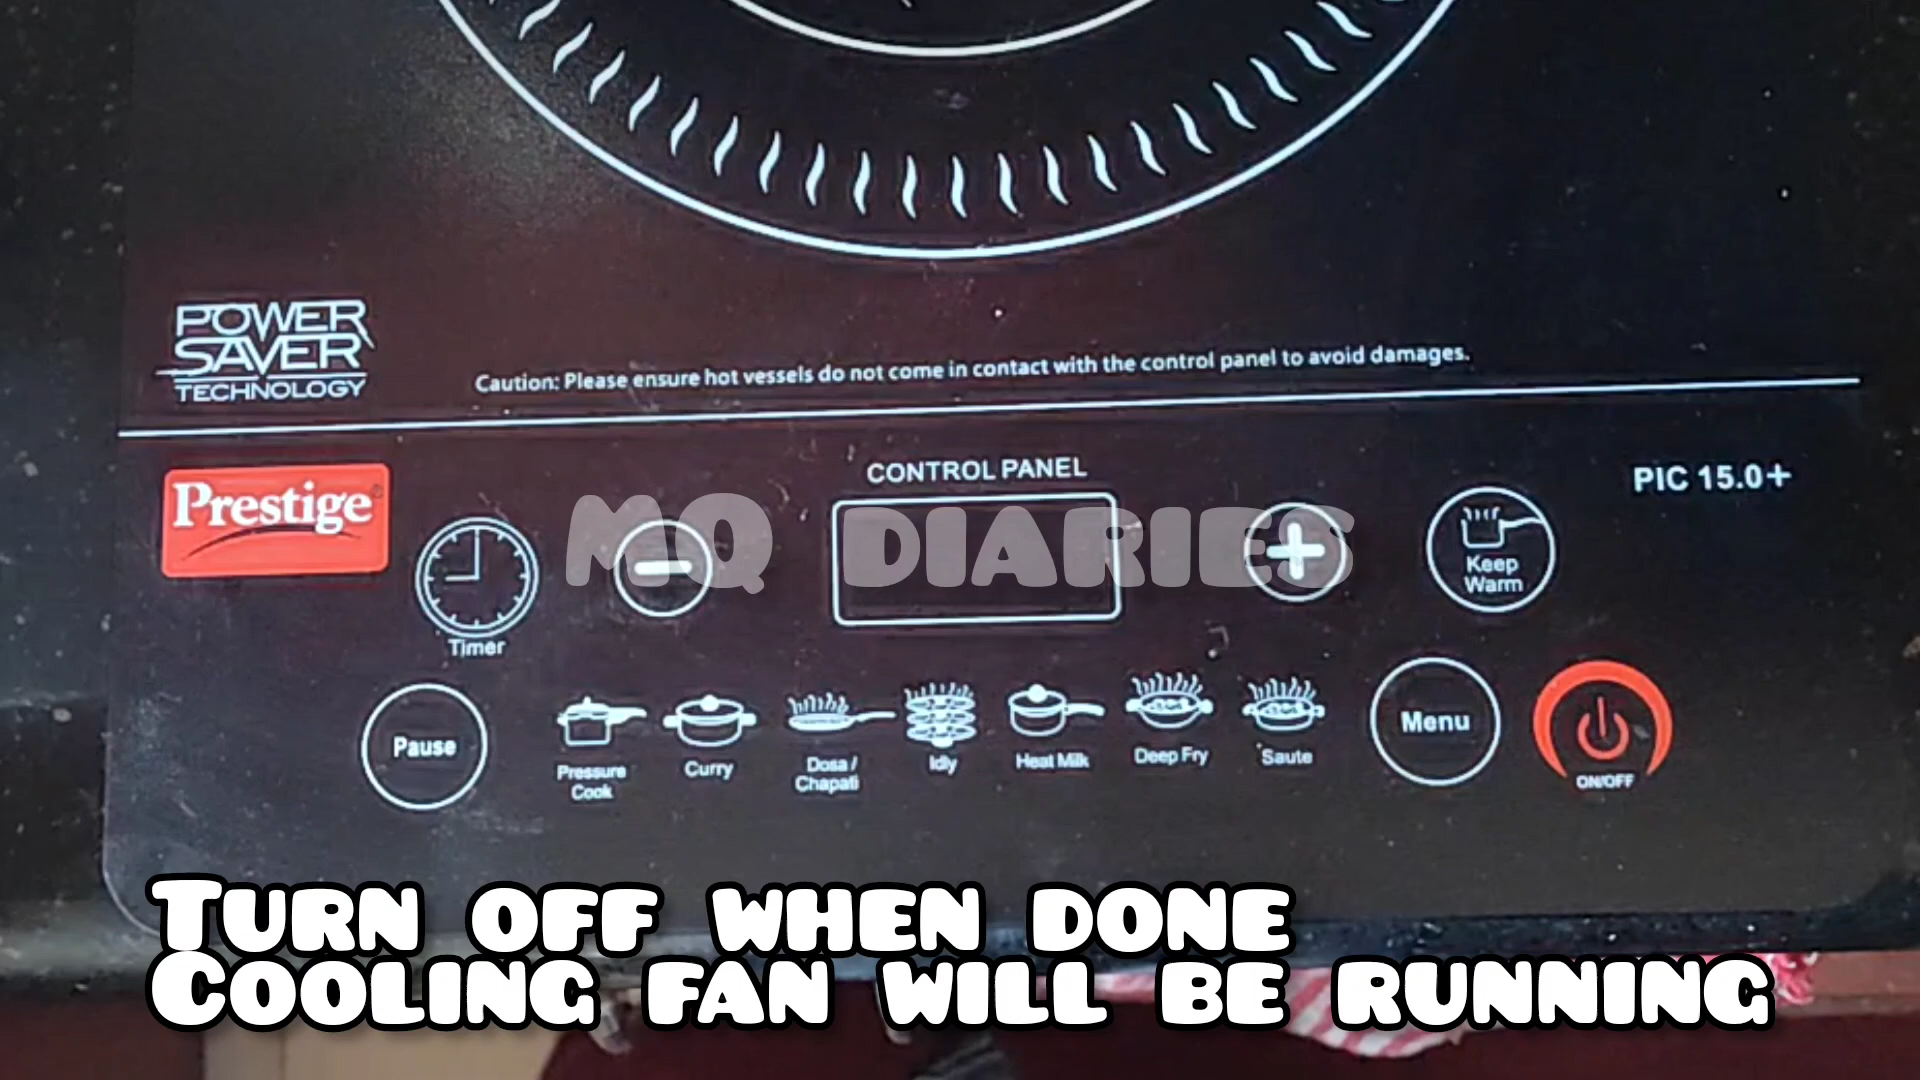 POWER
SAVER
TECHNOLOGY
Caution: Please ensure hot vessels do not come in contact with the control panel to avoid damages.
Prestige
CONTROL PANEL
PIC 15.0+
MQ DIARIES
Keep
Warm
Timer
Pause
Pressure
Cook
Curry
Dosa /
Chapati
Idly
Heat Milk
Deep Fry
Saute
Menu
ON/OFF
TURN OFF WHEN DONE
COOLING FAN WILL BE RUNNING